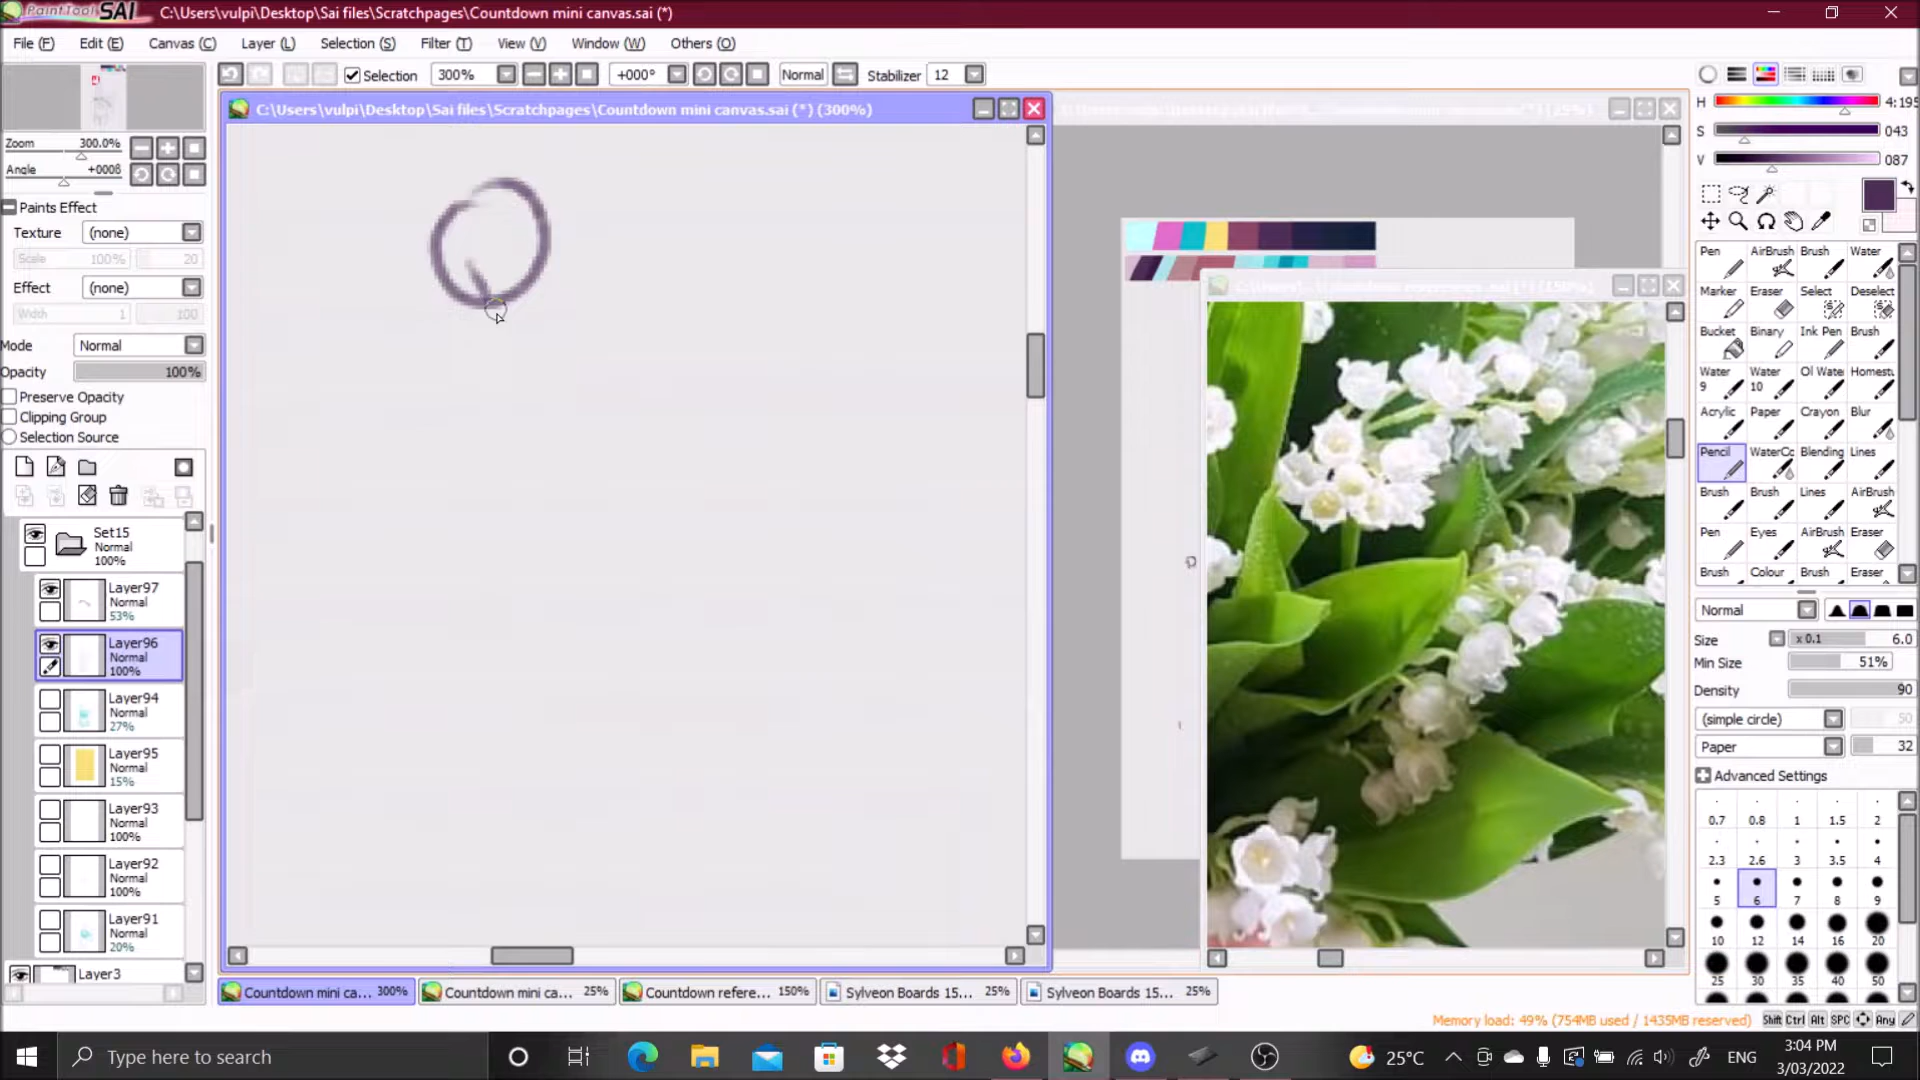 PaintTool SAI C:\Users\vulpi\Desktop\Sai files\Scratchpages\Countdown mini canvas.sai (*)
File (F) Edit (E) Canvas (C) Layer (L) Selection (S) Filter (T) View (V) Window (W) Others (O)
Selection 300% +000° Normal Stabilizer 12
C:\Users\vulpi\Desktop\Sai files\Scratchpages\Countdown mini canvas.sai (*) (300%)
Zoom 300.0%
Angle +000ß
Paints Effect
Texture (none)
Scale 100% 20
Effect (none)
Width 1 100
Mode Normal
Opacity 100%
Preserve Opacity
Clipping Group
Selection Source
Set15
Normal
100%
Layer97
Normal
53%
Layer96
Normal
100%
Layer94
Normal
27%
Layer95
Normal
15%
Layer93
Normal
100%
Layer92
Normal
100%
Layer91
Normal
20%
Layer3
H 4:195
S 043
V 087
Pen AirBrush Brush Water
Marker Eraser Select Deselect
Bucket Binary Ink Pen Brush
Water 9 Water 10 Ol Wate Homest
Acrylic Paper Crayon Blur
Pencil WaterCo Blending Lines
Brush Brush Lines AirBrush
Pen Eyes AirBrush Eraser
Brush Colour Brush Eraser
Normal
Size x 0.1 6.0
Min Size 51%
Density 90
(simple circle) 50
Paper 32
Advanced Settings
0.7 0.8 1 1.5 2
2.3 2.6 3 3.5 4
5 6 7 8 9
10 12 14 16 20
25 30 35 40 50
Countdown mini ca... 300% Countdown mini ca... 25% Countdown refere... 150% Sylveon Boards 15... 25% Sylveon Boards 15... 25%
Memory load: 49% (754MB used / 1435MB reserved) Shift Ctrl Alt SPC Any
Type here to search 25°C ENG 3:04 PM
3/03/2022